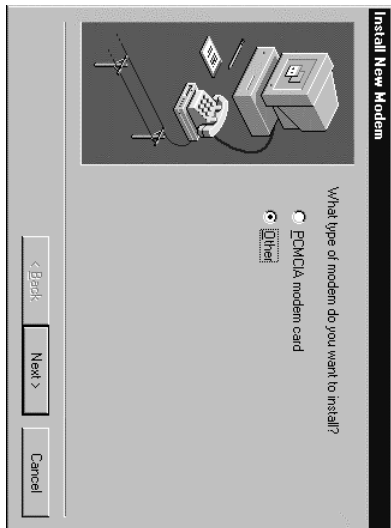 Install New Modem
What type of modem do you want to install?
PCMCIA modem card
Other
< Back
Next >
Cancel